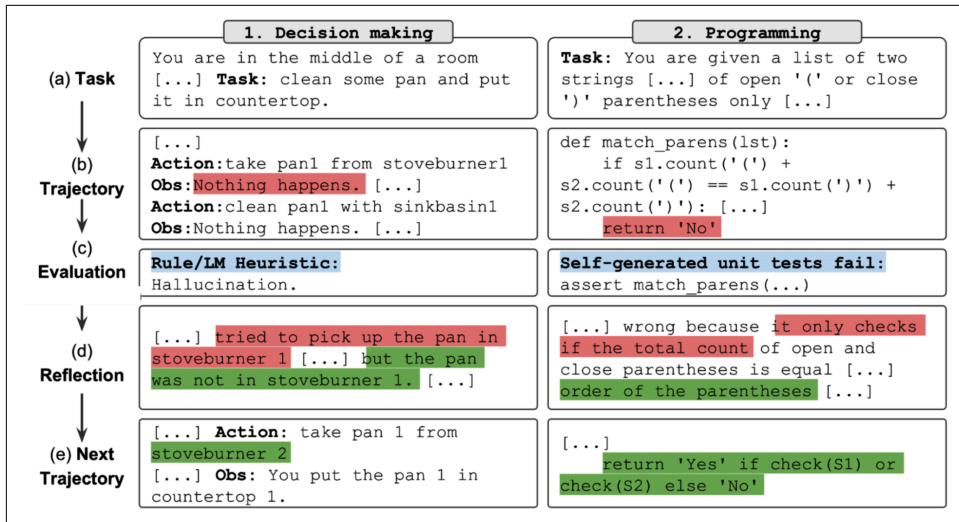 1. Decision making
2. Programming
(a) Task
You are in the middle of a room
[...] Task: clean some pan and put
it in countertop.
Task: You are given a list of two
strings [...] of open '(' or close
')' parentheses only [...]
(b)
Trajectory
[...]
Action:take pan1 from stoveburner1
Obs:Nothing happens. [...]
Action:clean pan1 with sinkbasin1
Obs:Nothing happens. [...]
def match_parens(lst):
if s1.count('(') +
s2.count('(') == s1.count(')') +
s2.count(')'): [...]
return 'No'
(c)
Evaluation
Rule/LM Heuristic:
Hallucination.
Self-generated unit tests fail:
assert match_parens(...)
(d)
Reflection
[...] tried to pick up the pan in
stoveburner 1 [...] but the pan
was not in stoveburner 1. [...]
[...] wrong because it only checks
if the total count of open and
close parentheses is equal [...]
order of the parentheses [...]
(e) Next
Trajectory
[...] Action: take pan 1 from
stoveburner 2
[...] Obs: You put the pan 1 in
countertop 1.
[...]
return 'Yes' if check(S1) or
check(S2) else 'No'